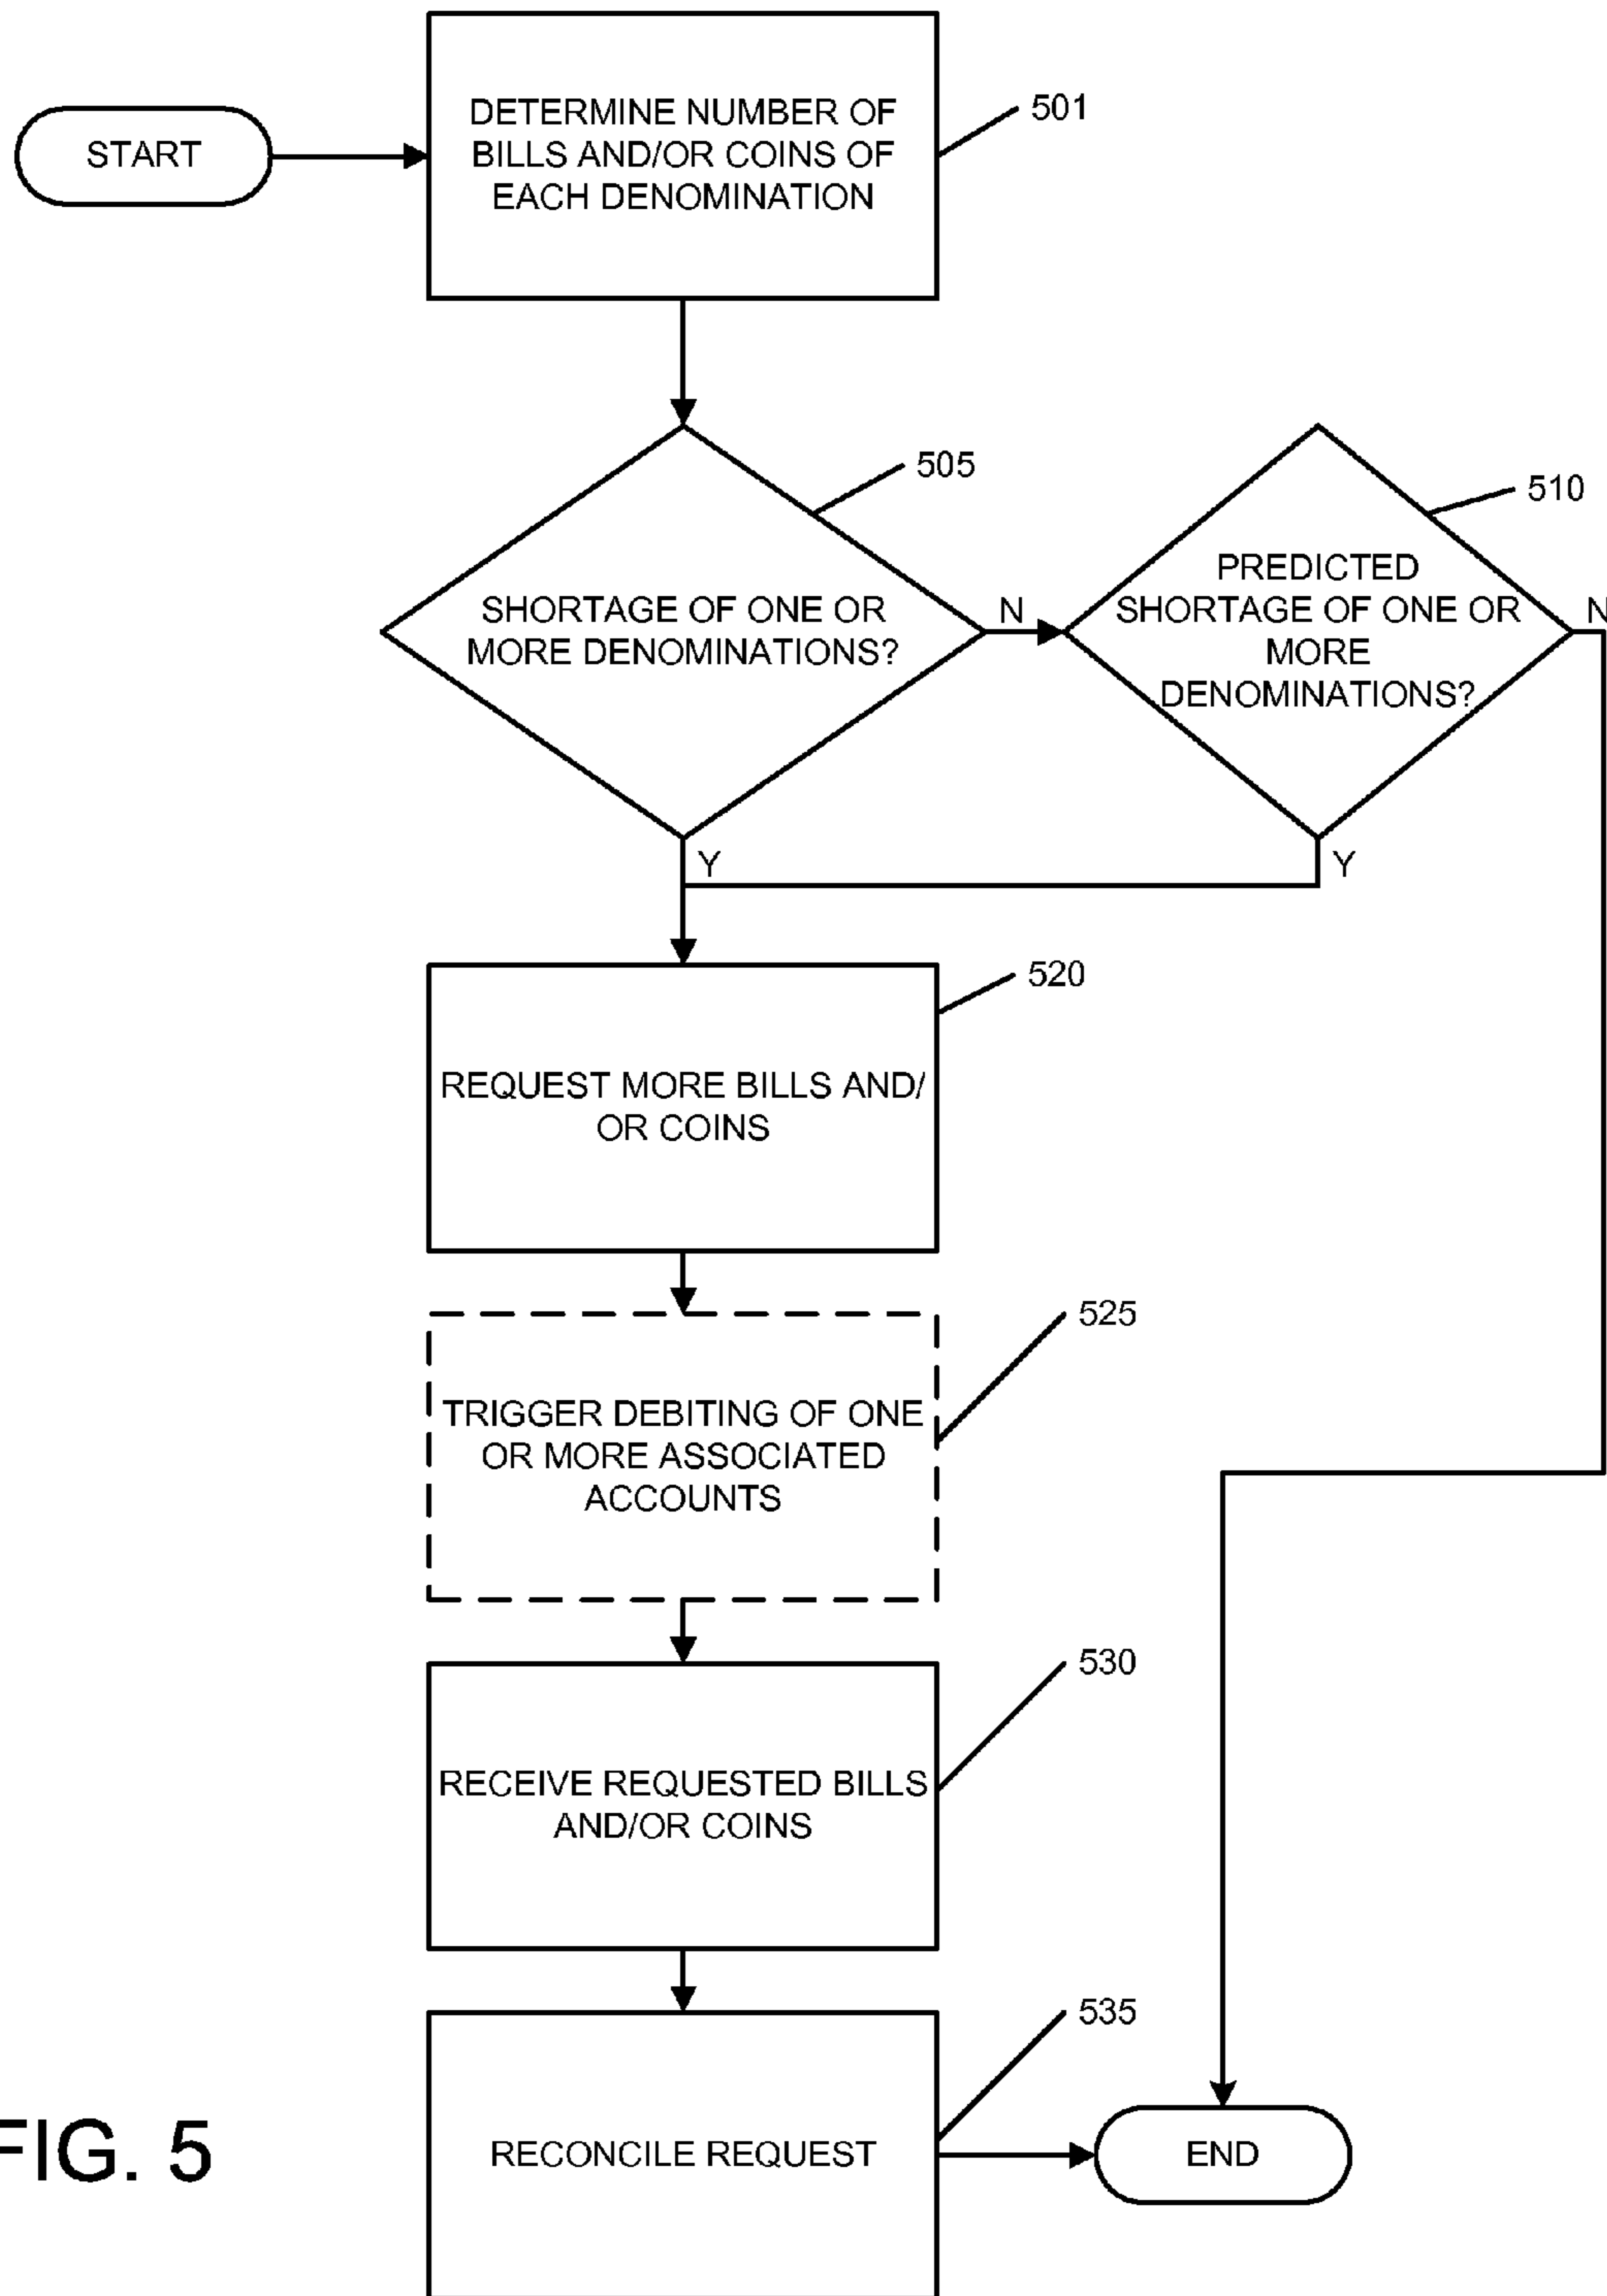 DETERMINE NUMBER OF
BILLS AND/OR COINS OF
EACH DENOMINATION
501
START
505
510
SHORTAGE OF ONE OR
MORE DENOMINATIONS?
N
PREDICTED
SHORTAGE OF ONE OR
MORE
DENOMINATIONS?
N
Y
Y
520
REQUEST MORE BILLS AND/
OR COINS
525
TRIGGER DEBITING OF ONE
OR MORE ASSOCIATED
ACCOUNTS
530
RECEIVE REQUESTED BILLS
AND/OR COINS
535
RECONCILE REQUEST
END
FIG. 5